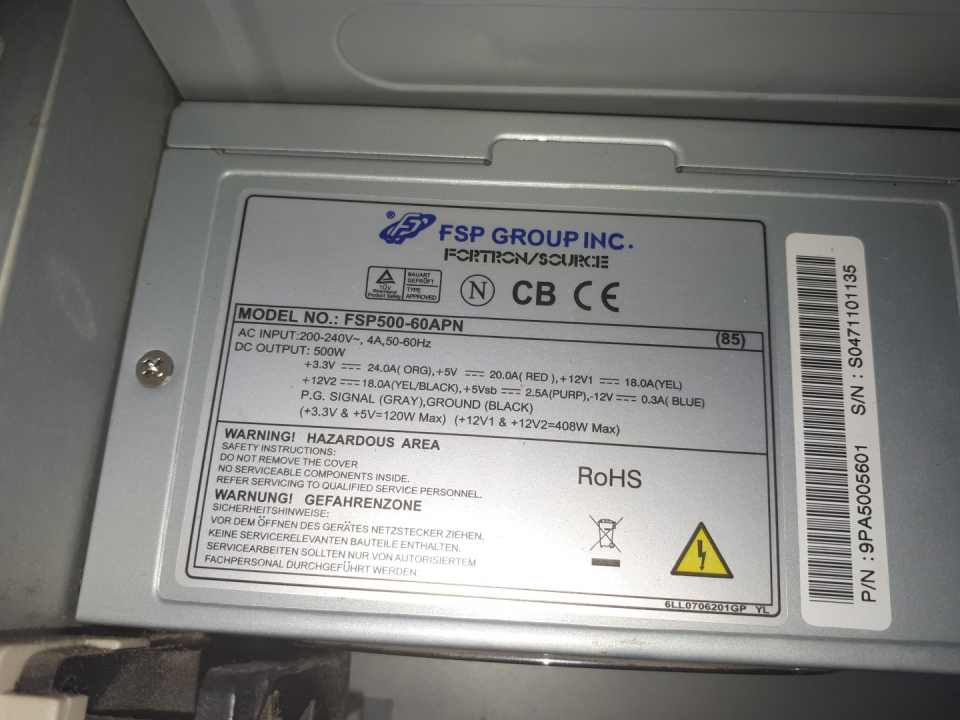 ® FSP GROUP INC.
FORTRON/SOURCE
TÜV
Product Safety
BAUART
GEPRÜFT
TYPE
APPROVED
N CB CE
MODEL NO.: FSP500-60APN (85)
AC INPUT:200-240V~, 4A,50-60Hz
DC OUTPUT: 500W
+3.3V ⎓ 24.0A( ORG),+5V ⎓ 20.0A( RED ), +12V1 ⎓ 18.0A(YEL)
+12V2 ⎓ 18.0A(YEL/BLACK),+5Vsb ⎓ 2.5A(PURP),-12V ⎓ 0.3A( BLUE)
P.G. SIGNAL (GRAY),GROUND (BLACK)
(+3.3V & +5V=120W Max) (+12V1 & +12V2=408W Max)
WARNING! HAZARDOUS AREA
SAFETY INSTRUCTIONS:
DO NOT REMOVE THE COVER
NO SERVICEABLE COMPONENTS INSIDE.
REFER SERVICING TO QUALIFIED SERVICE PERSONNEL.
WARNUNG! GEFAHRENZONE
SICHERHEITSHINWEISE:
VOR DEM ÖFFNEN DES GERÄTES NETZSTECKER ZIEHEN.
KEINE SERVICERELEVANTEN BAUTEILE ENTHALTEN.
SERVICEARBEITEN SOLLTEN NUR VON AUTORISIERTEM
FACHPERSONAL DURCHGEFÜHRT WERDEN
RoHS
6LL0706201GP YL
P/N : 9PA5005601 S/N : S0471101135